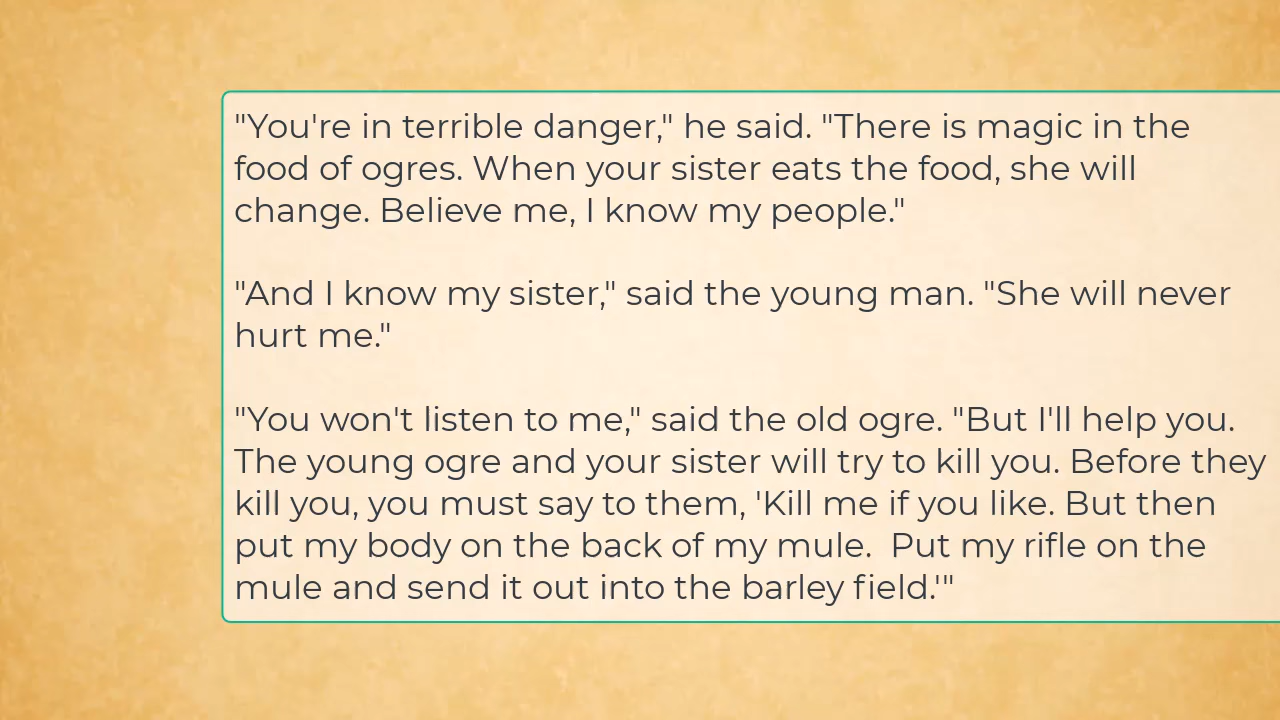 "You're in terrible danger," he said. "There is magic in the
food of ogres. When your sister eats the food, she will
change. Believe me, I know my people."
"And I know my sister," said the young man. "She will never
hurt me."
"You won't listen to me," said the old ogre. "But I'll help you.
The young ogre and your sister will try to kill you. Before they
kill you, you must say to them, 'Kill me if you like. But then
put my body on the back of my mule.  Put my rifle on the
mule and send it out into the barley field.'"